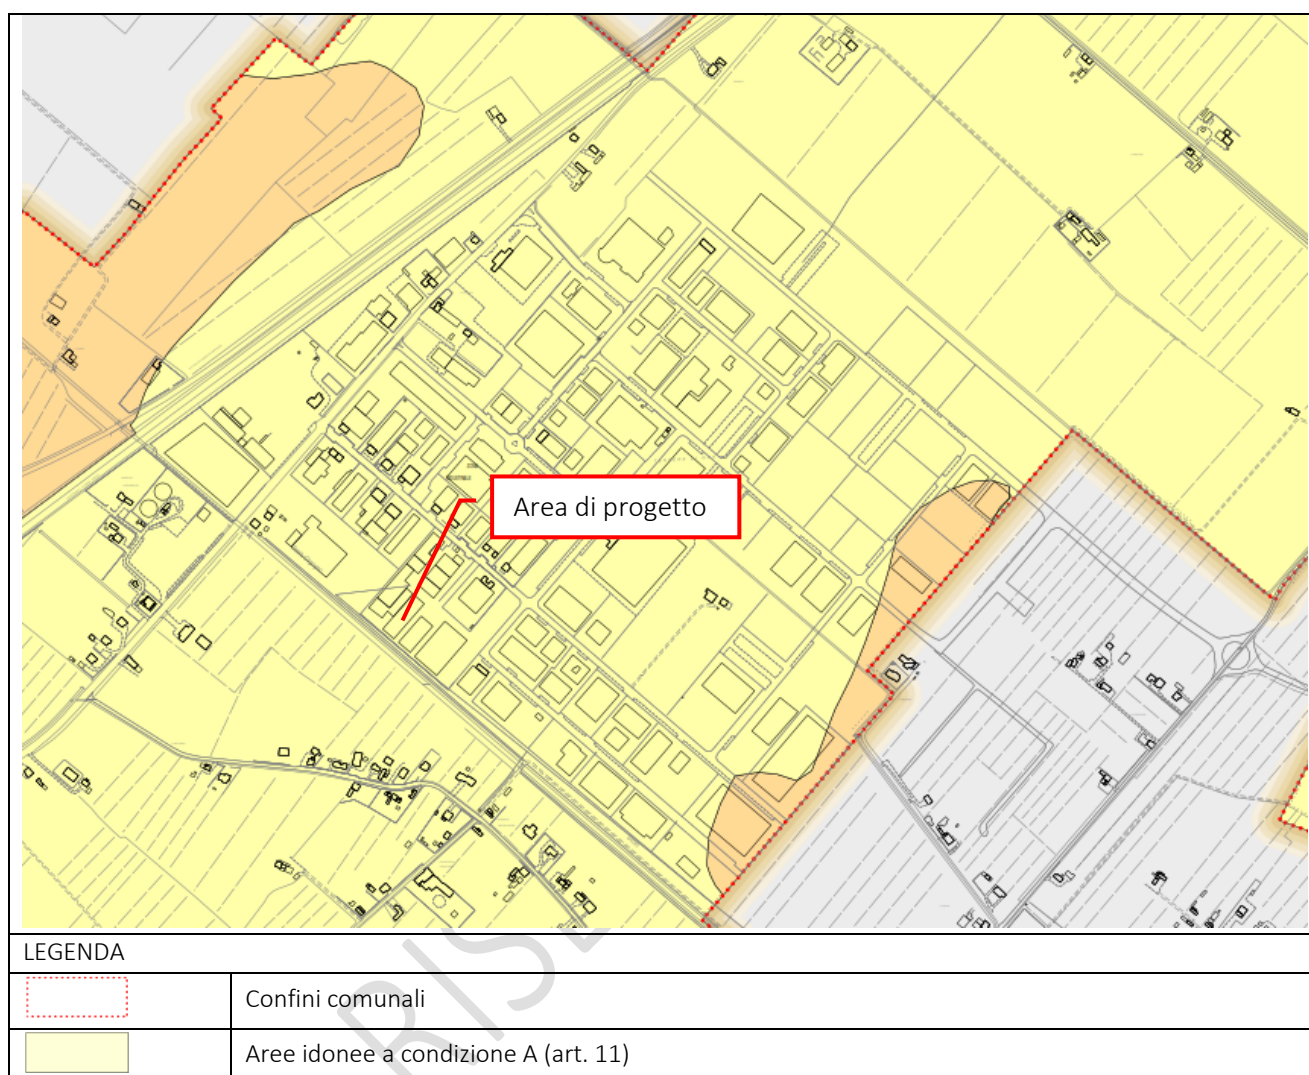 Area di progetto
LEGENDA
Confini comunali
Aree idonee a condizione A (art. 11)